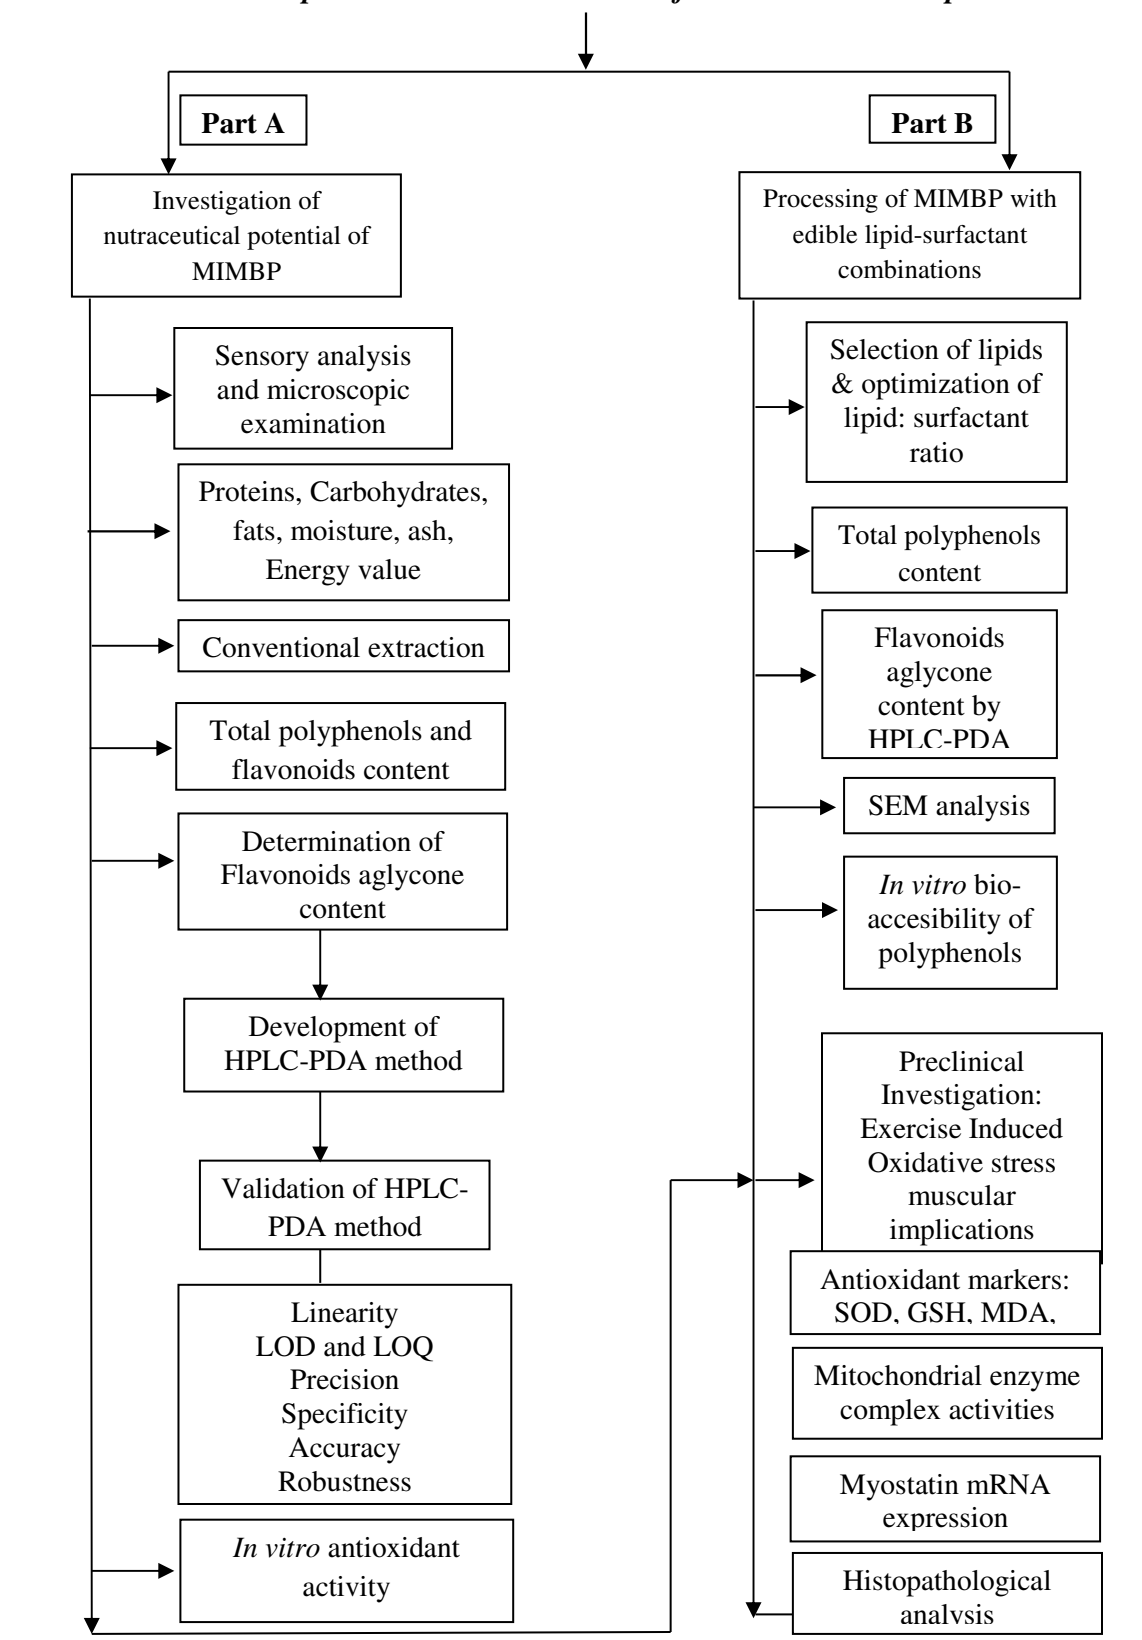 Part A
Investigation of
nutraceutical potential of
MIMBP
Sensory analysis
and microscopic
examination
Proteins, Carbohydrates,
fats, moisture, ash,
Energy value
Conventional extraction
Total polyphenols and
flavonoids content
Determination of
Flavonoids aglycone
content
Development of
HPLC-PDA method
Validation of HPLC-
PDA method
Linearity
LOD and LOQ
Precision
Specificity
Accuracy
Robustness
In vitro antioxidant
activity
Part B
Processing of MIMBP with
edible lipid-surfactant
combinations
Selection of lipids
& optimization of
lipid: surfactant
ratio
Total polyphenols
content
Flavonoids
aglycone
content by
HPLC-PDA
SEM analysis
In vitro bio-
accesibility of
polyphenols
Preclinical
Investigation:
Exercise Induced
Oxidative stress
muscular
implications
Antioxidant markers:
SOD, GSH, MDA,
Mitochondrial enzyme
complex activities
Myostatin mRNA
expression
Histopathological
analysis